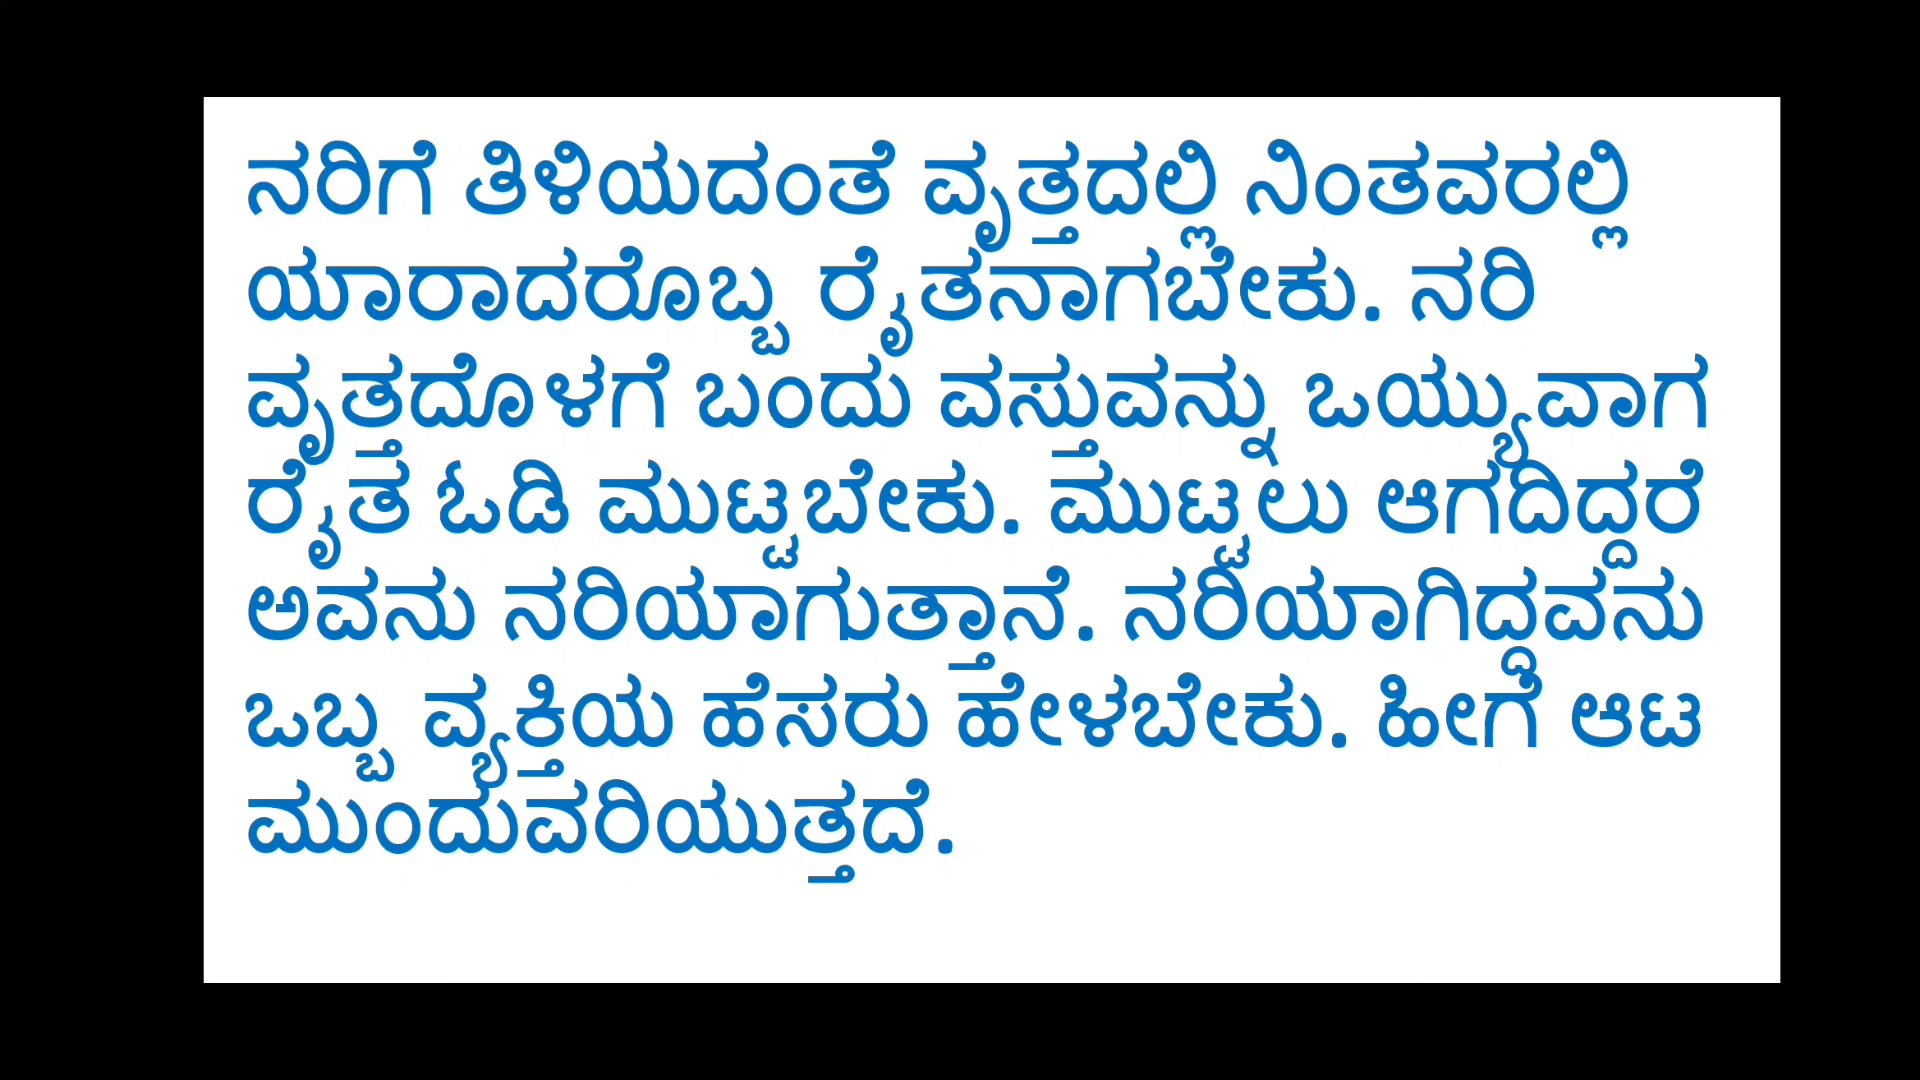 ನರಿಗೆ ತಿಳಿಯದಂತೆ ವೃತ್ತದಲ್ಲಿ ನಿಂತವರಲ್ಲಿ
ಯಾರಾದರೊಬ್ಬ ರೈತನಾಗಬೇಕು. ನರಿ
ವೃತ್ತದೊಳಗೆ ಬಂದು ವಸ್ತುವನ್ನು ಒಯ್ಯುವಾಗ
ರೈತ ಓಡಿ ಮುಟ್ಟಬೇಕು. ಮುಟ್ಟಲು ಆಗದಿದ್ದರೆ
ಅವನು ನರಿಯಾಗುತ್ತಾನೆ. ನರಿಯಾಗಿದ್ದವನು
ಒಬ್ಬ ವ್ಯಕ್ತಿಯ ಹೆಸರು ಹೇಳಬೇಕು. ಹೀಗೆ ಆಟ
ಮುಂದುವರಿಯುತ್ತದೆ.